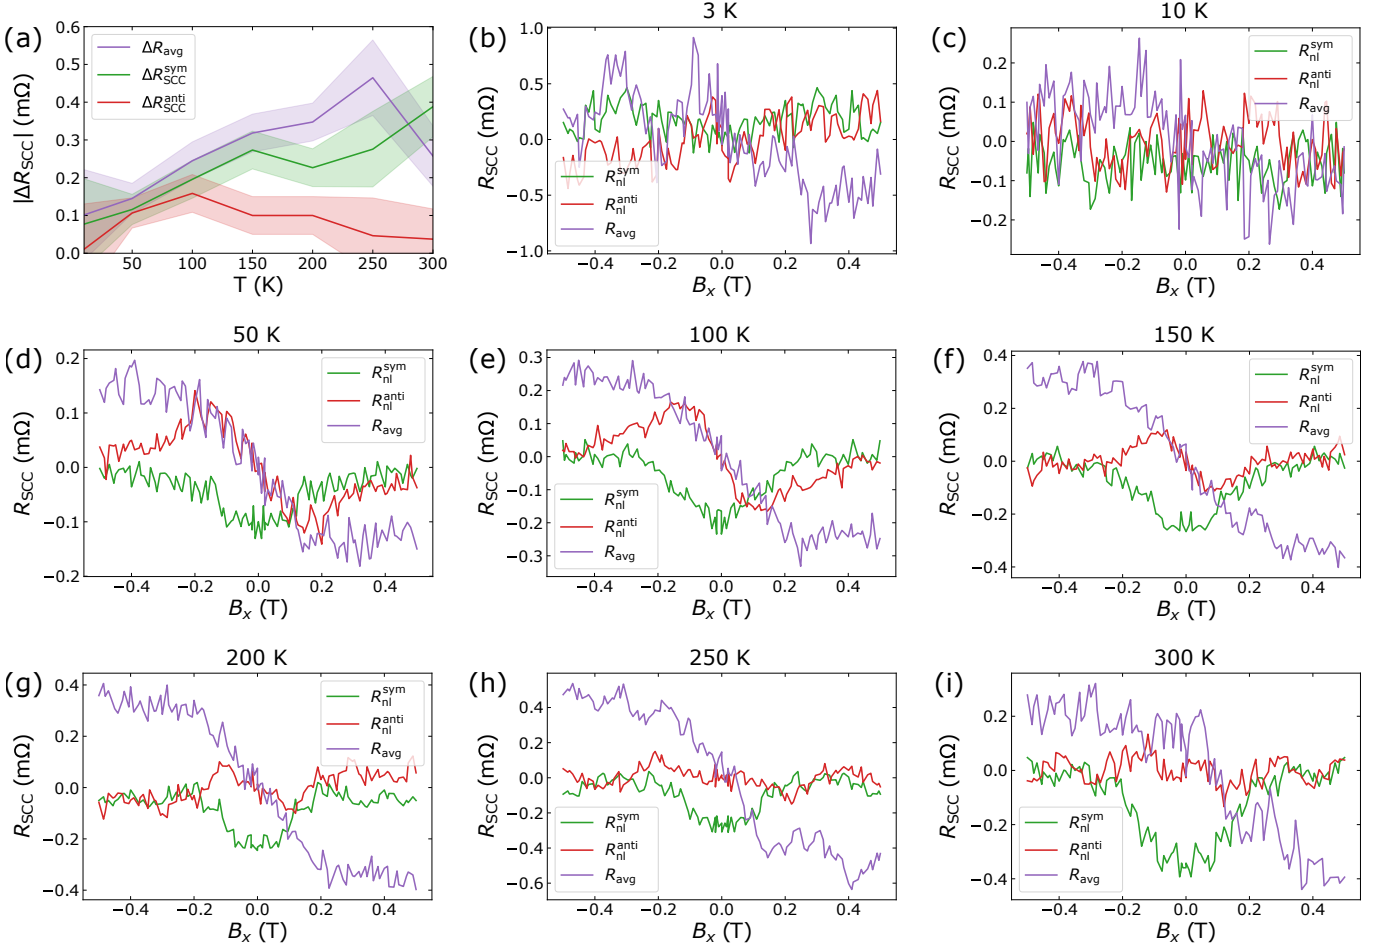 (a)
|ΔR_SCC| (mΩ)
0.6
0.5
0.4
0.3
0.2
0.1
0.0
ΔR_avg
ΔR_SCC^sym
ΔR_SCC^anti
50 100 150 200 250 300
T (K)
(b)
3 K
R_SCC (mΩ)
1.0
0.5
0.0
−0.5
−1.0
R_nl^sym
R_nl^anti
R_avg
−0.4 −0.2 0.0 0.2 0.4
B_x (T)
(c)
10 K
R_SCC (mΩ)
0.2
0.1
0.0
−0.1
−0.2
R_nl^sym
R_nl^anti
R_avg
−0.4 −0.2 0.0 0.2 0.4
B_x (T)
(d)
50 K
R_SCC (mΩ)
0.2
0.1
0.0
−0.1
−0.2
R_nl^sym
R_nl^anti
R_avg
−0.4 −0.2 0.0 0.2 0.4
B_x (T)
(e)
100 K
R_SCC (mΩ)
0.3
0.2
0.1
0.0
−0.1
−0.2
−0.3
R_nl^sym
R_nl^anti
R_avg
−0.4 −0.2 0.0 0.2 0.4
B_x (T)
(f)
150 K
R_SCC (mΩ)
0.4
0.2
0.0
−0.2
−0.4
R_nl^sym
R_nl^anti
R_avg
−0.4 −0.2 0.0 0.2 0.4
B_x (T)
(g)
200 K
R_SCC (mΩ)
0.4
0.2
0.0
−0.2
−0.4
R_nl^sym
R_nl^anti
R_avg
−0.4 −0.2 0.0 0.2 0.4
B_x (T)
(h)
250 K
R_SCC (mΩ)
0.4
0.2
0.0
−0.2
−0.4
−0.6
R_nl^sym
R_nl^anti
R_avg
−0.4 −0.2 0.0 0.2 0.4
B_x (T)
(i)
300 K
R_SCC (mΩ)
0.2
0.0
−0.2
−0.4
R_nl^sym
R_nl^anti
R_avg
−0.4 −0.2 0.0 0.2 0.4
B_x (T)